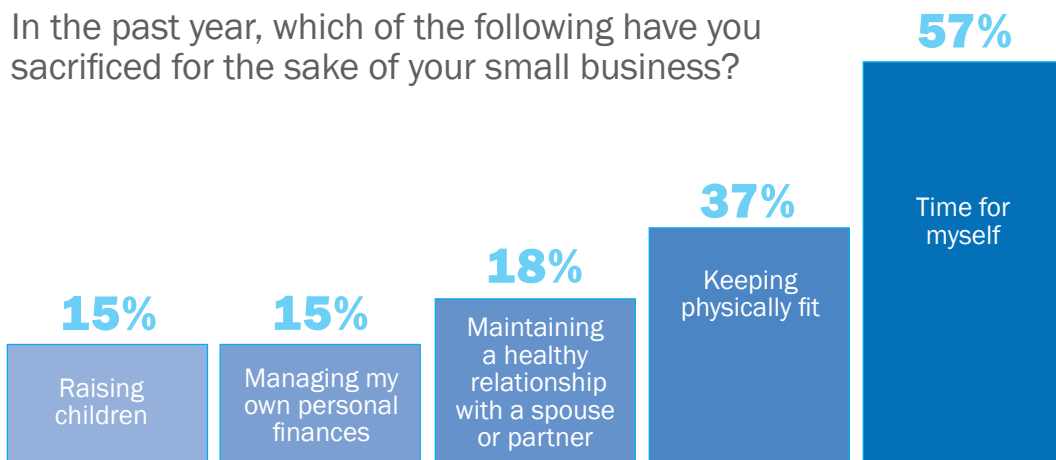 In the past year, which of the following have you
sacrificed for the sake of your small business?
15%
Raising
children
15%
Managing my
own personal
finances
18%
Maintaining
a healthy
relationship
with a spouse
or partner
37%
Keeping
physically fit
57%
Time for
myself